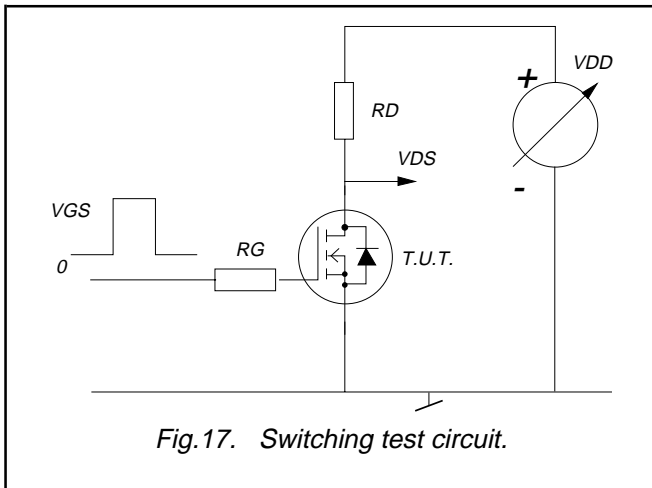 +
VDD
RD
VDS
-
VGS
RG
T.U.T.
0
Fig.17. Switching test circuit.